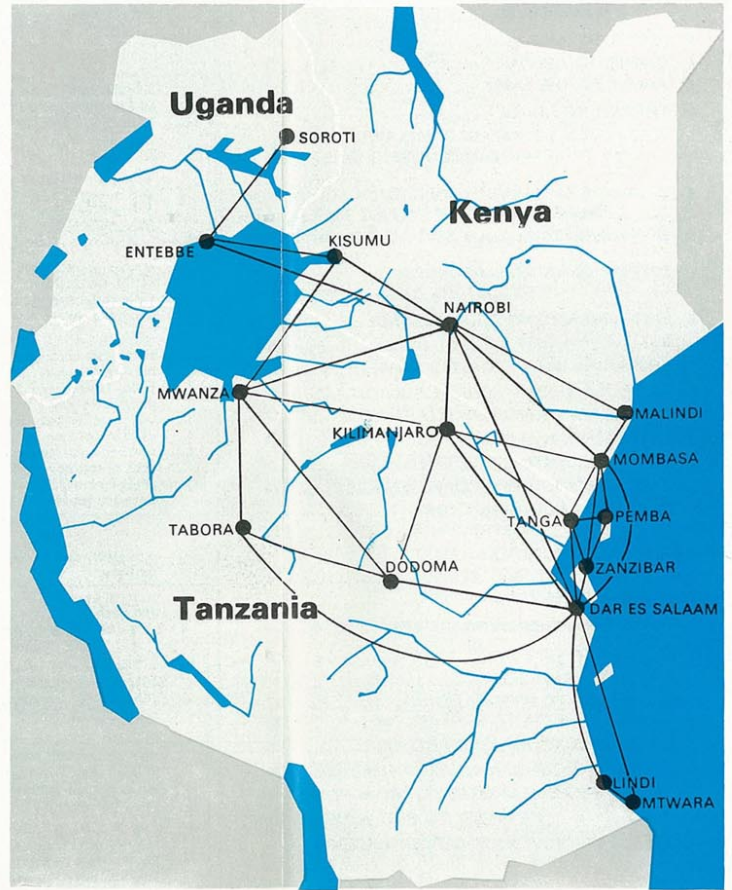 Uganda
SOROTI
Kenya
ENTEBBE
KISUMU
NAIROBI
MWANZA
MALINDI
KILIMANJARO
MOMBASA
TANGA
PEMBA
TABORA
DODOMA
ZANZIBAR
Tanzania
DAR ES SALAAM
LINDI
MTWARA